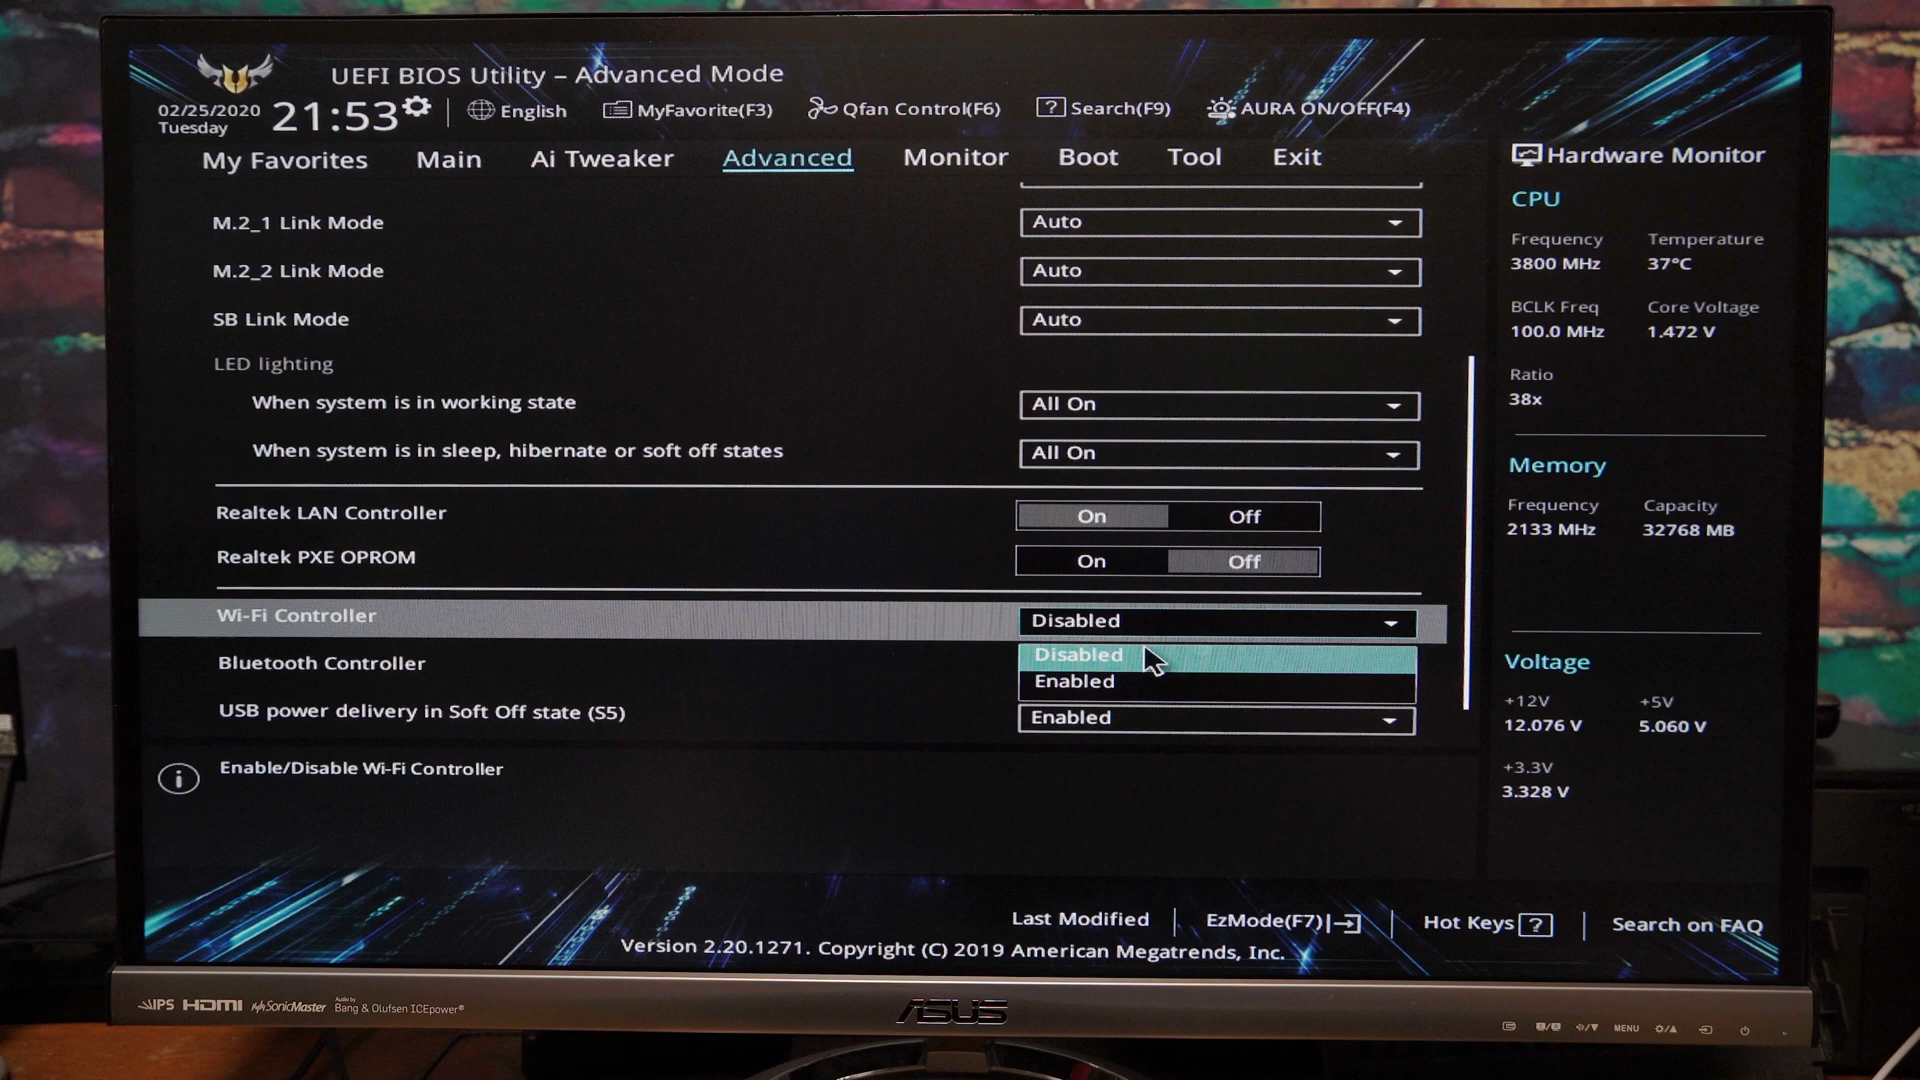 UEFI BIOS Utility – Advanced Mode
02/25/2020
Tuesday
21:53
English
MyFavorite(F3)
Qfan Control(F6)
? Search(F9)
AURA ON/OFF(F4)
My Favorites
Main
Ai Tweaker
Advanced
Monitor
Boot
Tool
Exit
M.2_1 Link Mode
Auto
M.2_2 Link Mode
Auto
SB Link Mode
Auto
LED lighting
When system is in working state
All On
When system is in sleep, hibernate or soft off states
All On
Realtek LAN Controller
On
Off
Realtek PXE OPROM
On
Off
Wi-Fi Controller
Disabled
Disabled
Bluetooth Controller
Enabled
USB power delivery in Soft Off state (S5)
Enabled
i
Enable/Disable Wi-Fi Controller
Hardware Monitor
CPU
Frequency
Temperature
3800 MHz
37°C
BCLK Freq
Core Voltage
100.0 MHz
1.472 V
Ratio
38x
Memory
Frequency
Capacity
2133 MHz
32768 MB
Voltage
+12V
+5V
12.076 V
5.060 V
+3.3V
3.328 V
Last Modified
EzMode(F7)
Hot Keys ?
Search on FAQ
Version 2.20.1271. Copyright (C) 2019 American Megatrends, Inc.
IPS
HDMI
SonicMaster
Audio by
Bang & Olufsen ICEpower®
ASUS
MENU